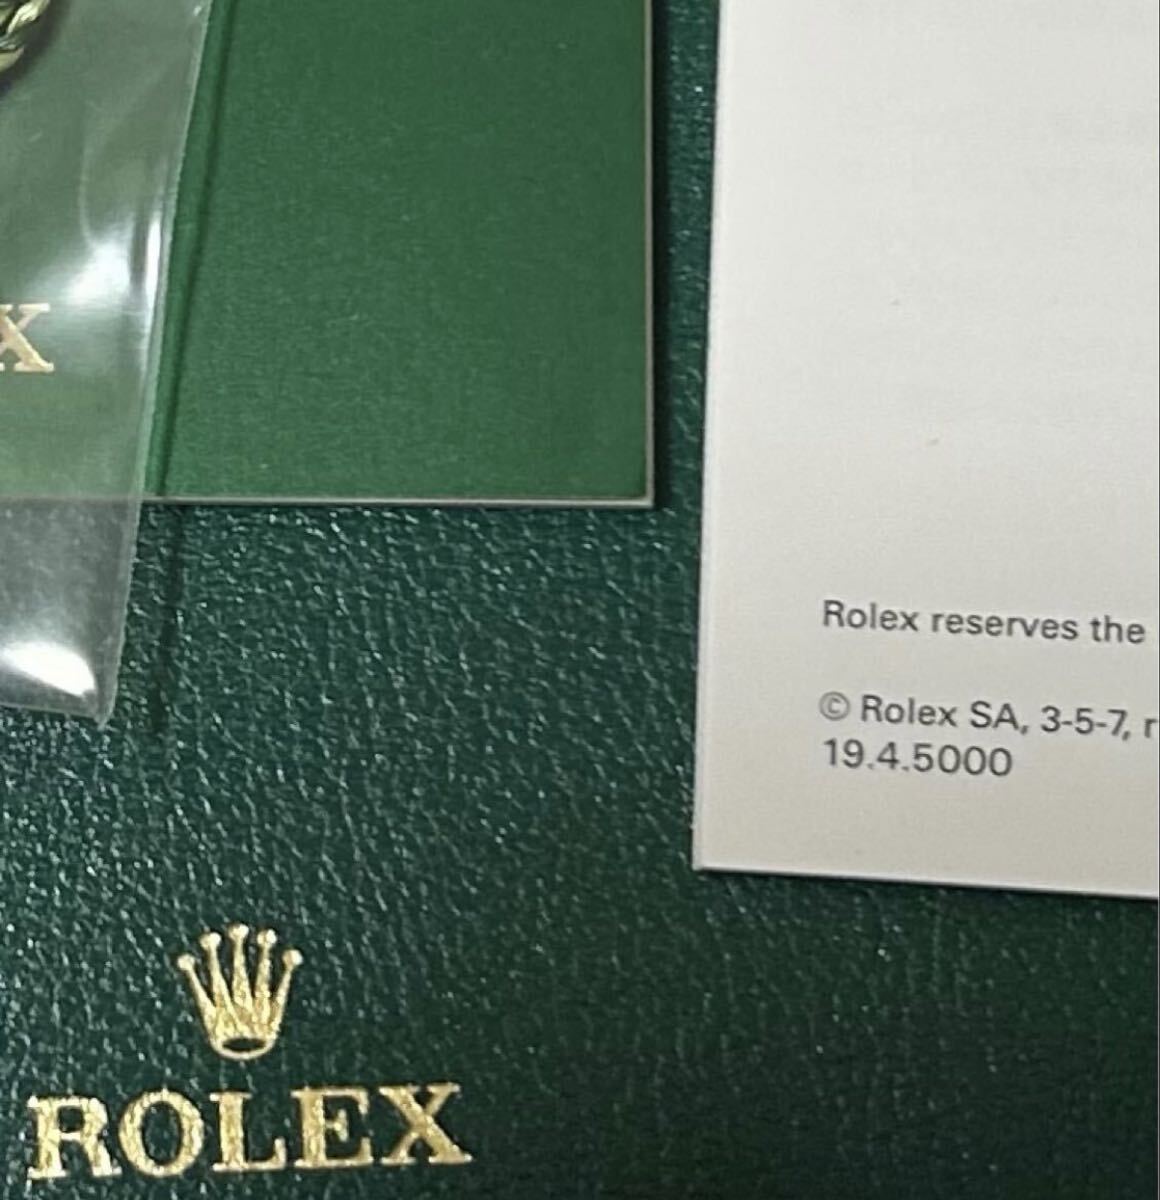 X
Rolex reserves the
© Rolex SA, 3-5-7, r
19.4.5000
ROLEX